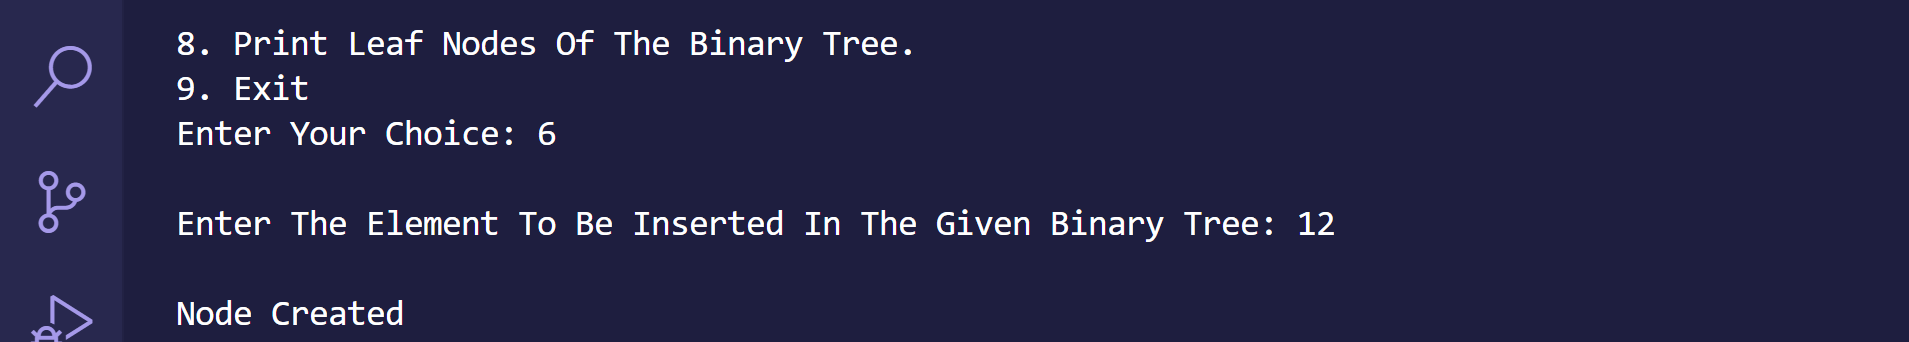 8. Print Leaf Nodes Of The Binary Tree.
9. Exit
Enter Your Choice: 6
Enter The Element To Be Inserted In The Given Binary Tree: 12
Node Created